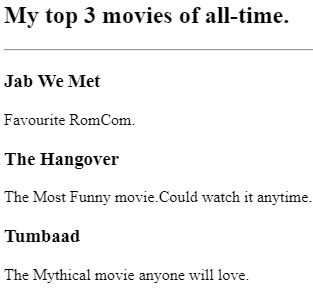 My top 3 movies of all-time.
Jab We Met
Favourite RomCom.
The Hangover
The Most Funny movie.Could watch it anytime.
Tumbaad
The Mythical movie anyone will love.